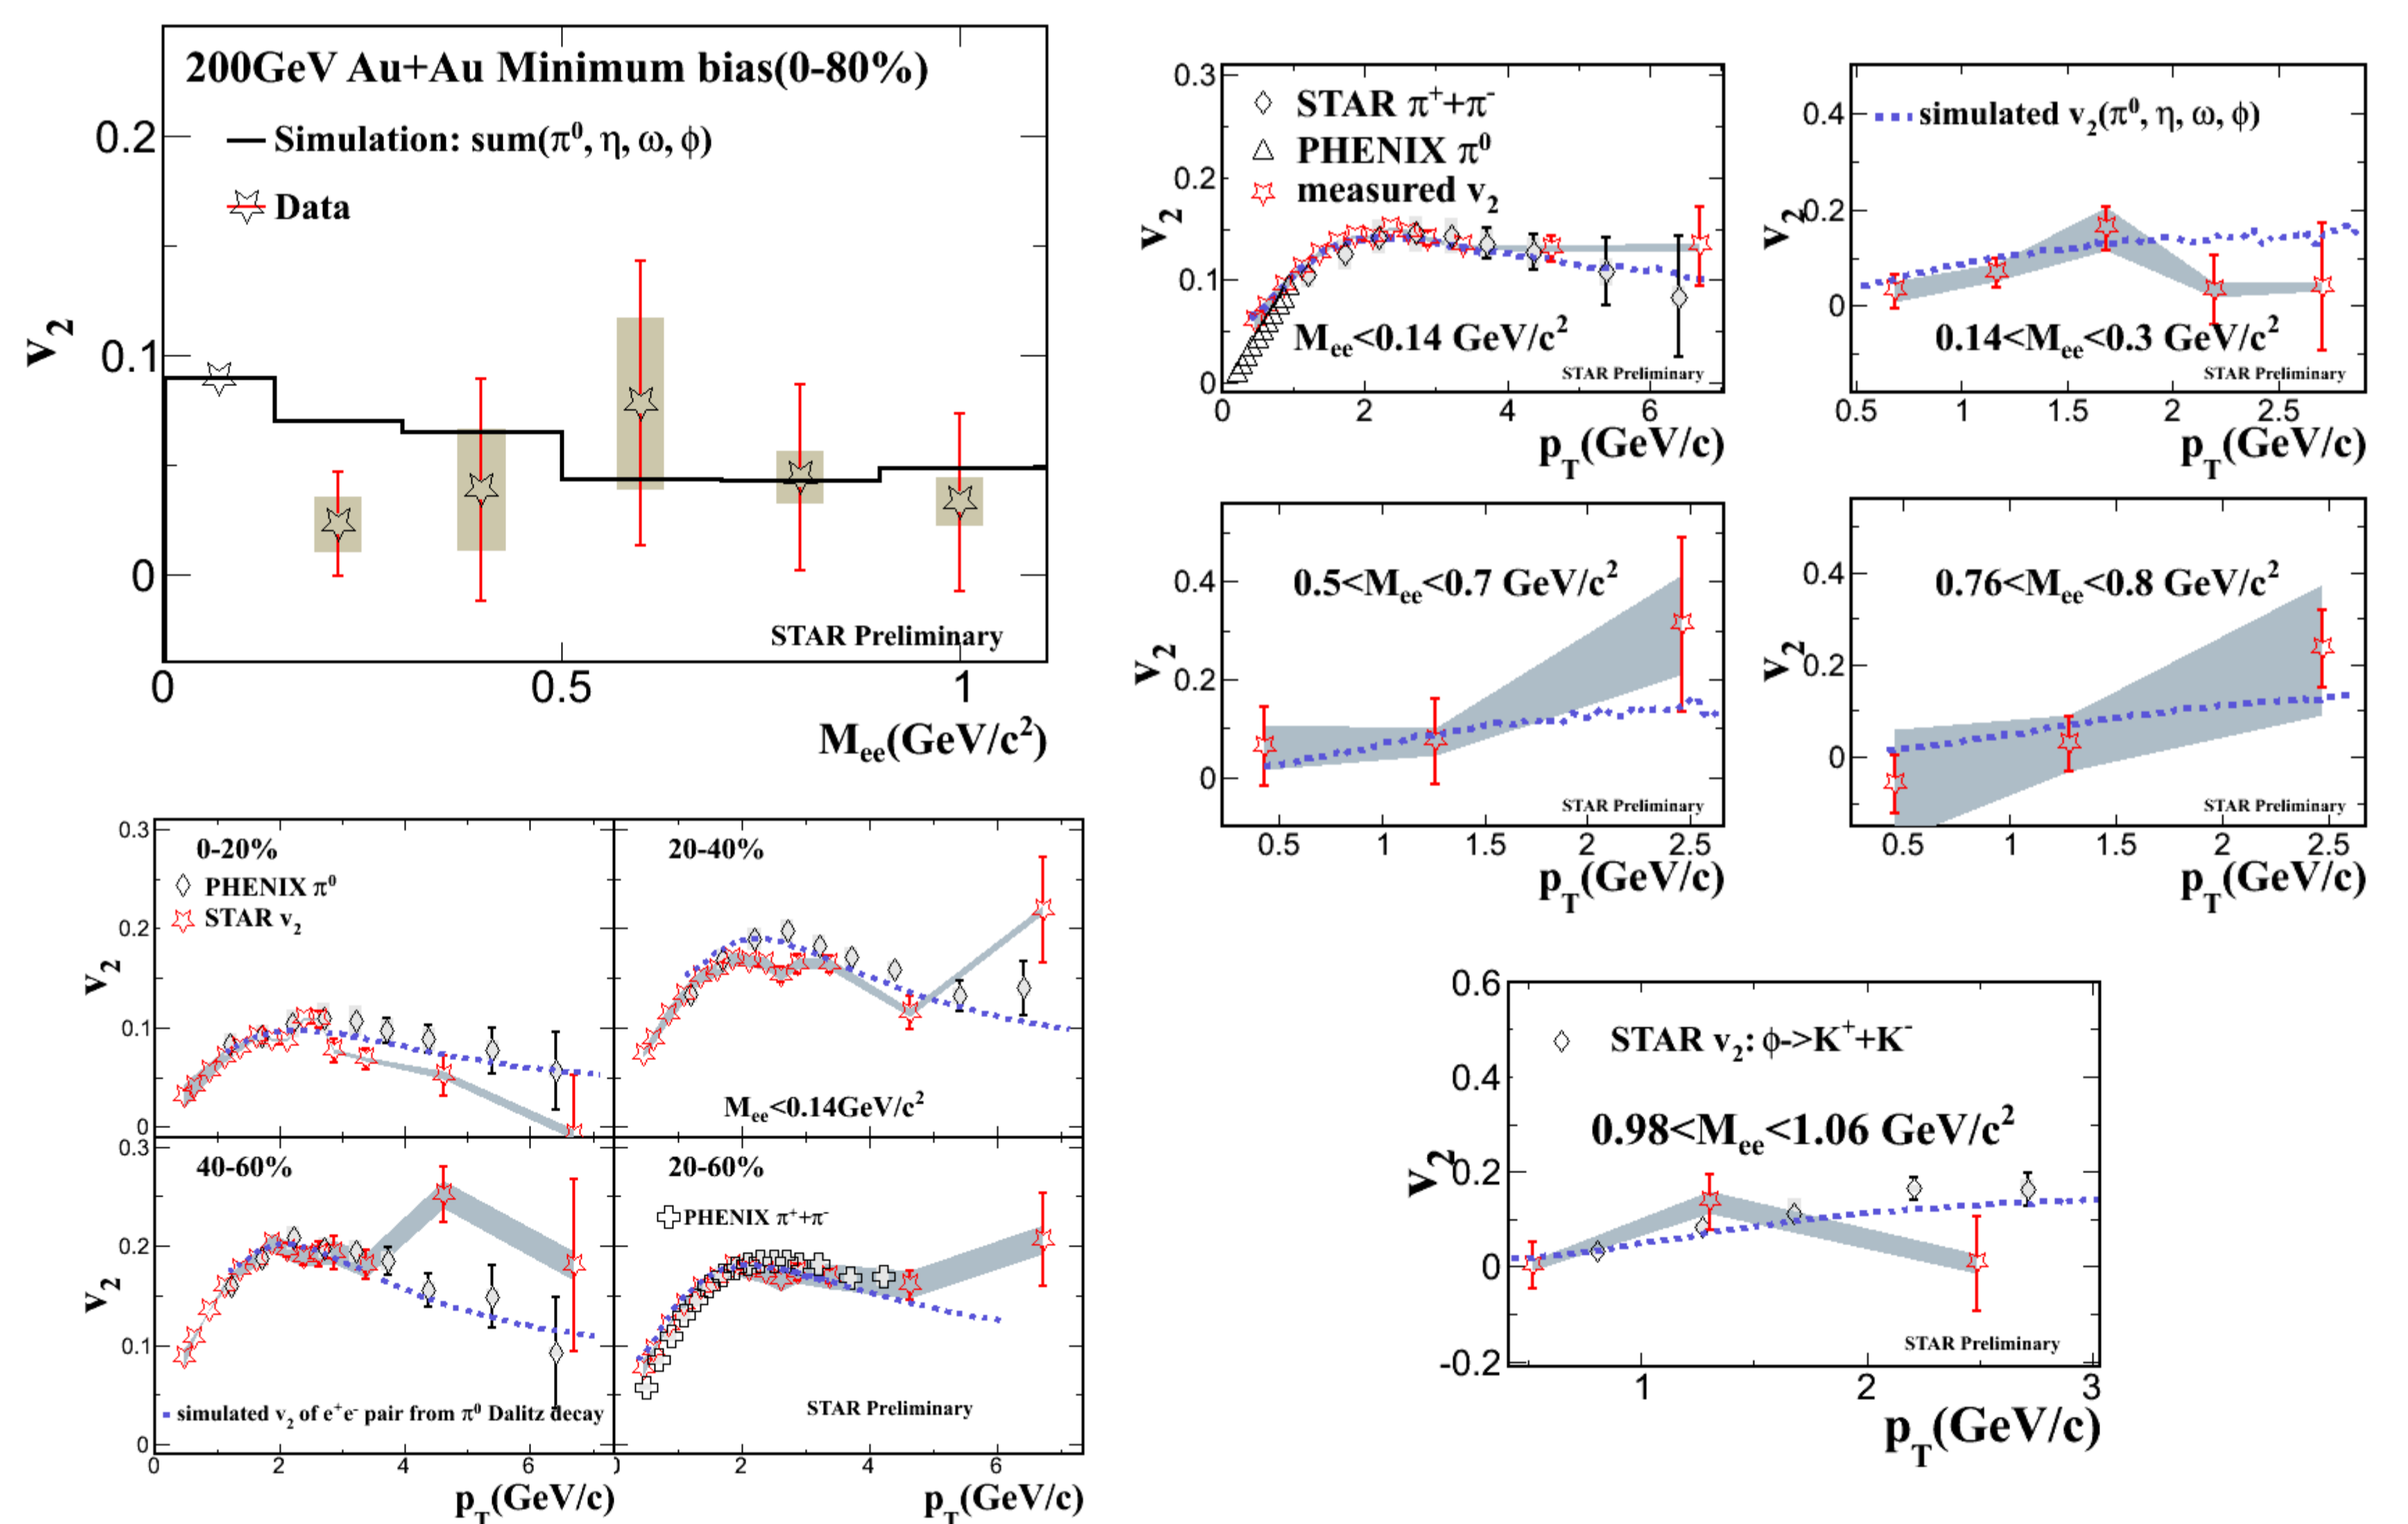 200GeV Au+Au Minimum bias(0-80%)
Simulation: sum(π⁰, η, ω, ϕ)
Data
0.2
0.1
0
v₂
STAR Preliminary
0 0.5 1
Mₑₑ(GeV/c²)
0.3
0.2
0.1
0
v₂
STAR π⁺+π⁻
PHENIX π⁰
measured v₂
Mₑₑ<0.14 GeV/c²
STAR Preliminary
0 2 4 6
p_T(GeV/c)
0.4
0.2
0
v₂
simulated v₂(π⁰, η, ω, ϕ)
0.14<Mₑₑ<0.3 GeV/c²
STAR Preliminary
0.5 1 1.5 2 2.5
p_T(GeV/c)
0.4
0.2
0
v₂
0.5<Mₑₑ<0.7 GeV/c²
STAR Preliminary
0.5 1 1.5 2 2.5
p_T(GeV/c)
0.4
0.2
0
v₂
0.76<Mₑₑ<0.8 GeV/c²
STAR Preliminary
0.5 1 1.5 2 2.5
p_T(GeV/c)
0.3
0.2
0.1
0
v₂
0-20%
PHENIX π⁰
STAR v₂
20-40%
Mₑₑ<0.14GeV/c²
0.3
0.2
0.1
0
v₂
40-60%
simulated v₂ of e⁺e⁻ pair from π⁰ Dalitz decay
20-60%
PHENIX π⁺+π⁻
STAR Preliminary
0 2 4 6
2 4 6
p_T(GeV/c)
p_T(GeV/c)
0.6
0.4
0.2
0
-0.2
v₂
STAR v₂: ϕ->K⁺+K⁻
0.98<Mₑₑ<1.06 GeV/c²
STAR Preliminary
1 2 3
p_T(GeV/c)